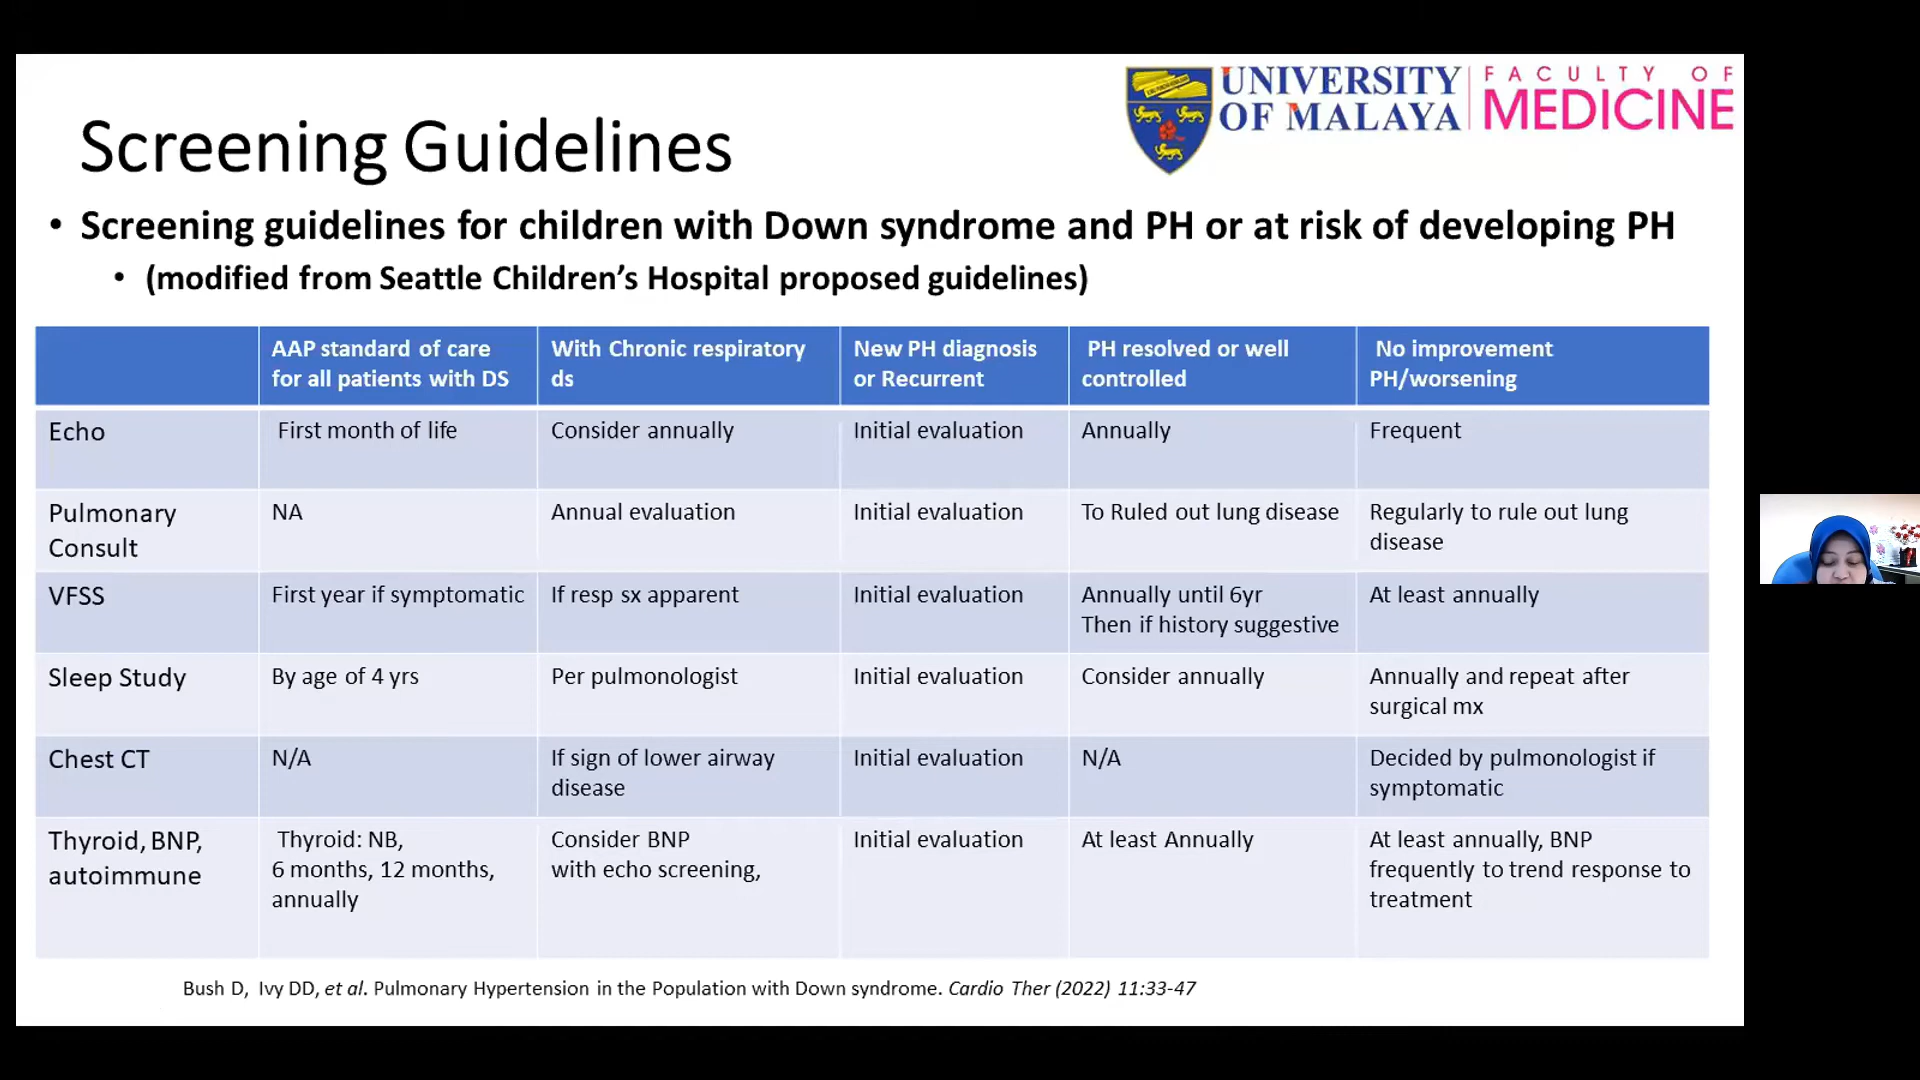 UNIVERSITY
OF MALAYA
FACULTY OF
MEDICINE
Screening Guidelines
• Screening guidelines for children with Down syndrome and PH or at risk of developing PH
• (modified from Seattle Children's Hospital proposed guidelines)
AAP standard of care
for all patients with DS
With Chronic respiratory
ds
New PH diagnosis
or Recurrent
PH resolved or well
controlled
No improvement
PH/worsening
Echo
First month of life
Consider annually
Initial evaluation
Annually
Frequent
Pulmonary
Consult
NA
Annual evaluation
Initial evaluation
To Ruled out lung disease
Regularly to rule out lung
disease
VFSS
First year if symptomatic
If resp sx apparent
Initial evaluation
Annually until 6yr
Then if history suggestive
At least annually
Sleep Study
By age of 4 yrs
Per pulmonologist
Initial evaluation
Consider annually
Annually and repeat after
surgical mx
Chest CT
N/A
If sign of lower airway
disease
Initial evaluation
N/A
Decided by pulmonologist if
symptomatic
Thyroid, BNP,
autoimmune
Thyroid: NB,
6 months, 12 months,
annually
Consider BNP
with echo screening,
Initial evaluation
At least Annually
At least annually, BNP
frequently to trend response to
treatment
Bush D, Ivy DD, et al. Pulmonary Hypertension in the Population with Down syndrome. Cardio Ther (2022) 11:33-47